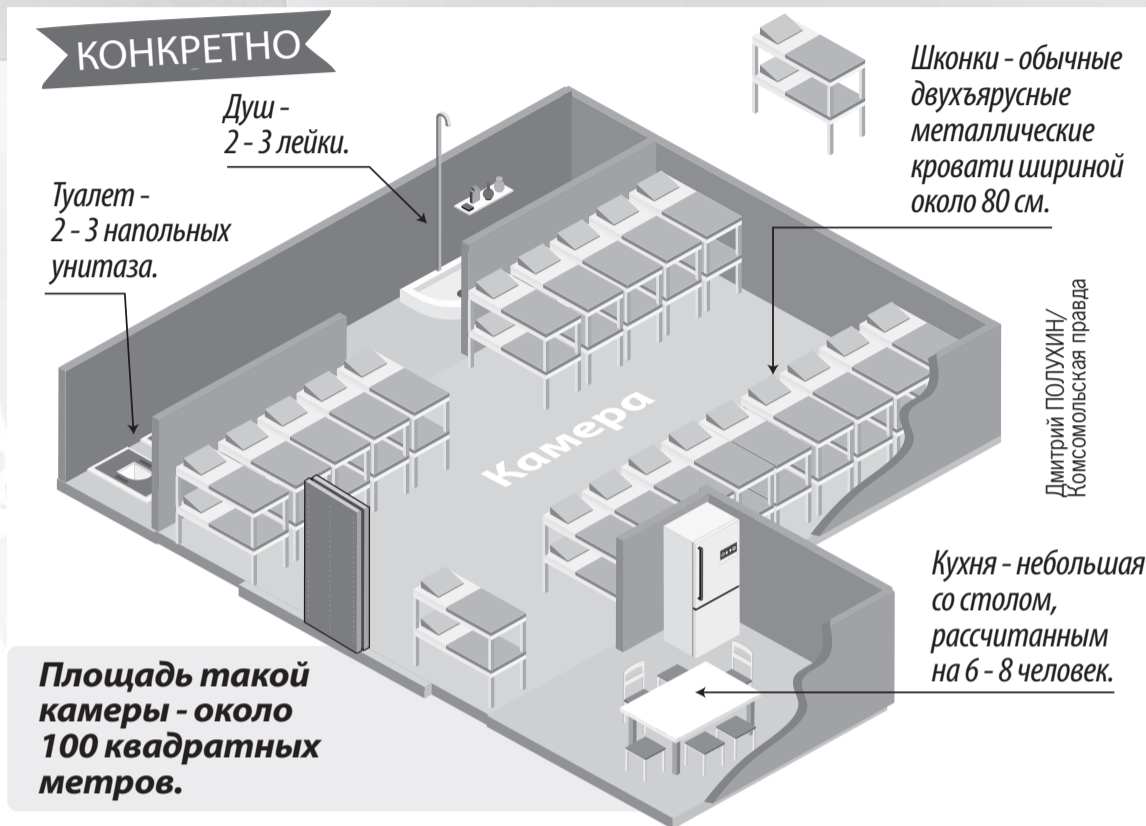 КОНКРЕТНО
Душ -
2 - 3 лейки.
Туалет -
2 - 3 напольных
унитаза.
Шконки - обычные
двухъярусные
металлические
кровати шириной
около 80 см.
Дмитрий ПОЛУХИН/
Комсомольская правда
Камера
Кухня - небольшая
со столом,
рассчитанным
на 6 - 8 человек.
Площадь такой
камеры - около
100 квадратных
метров.